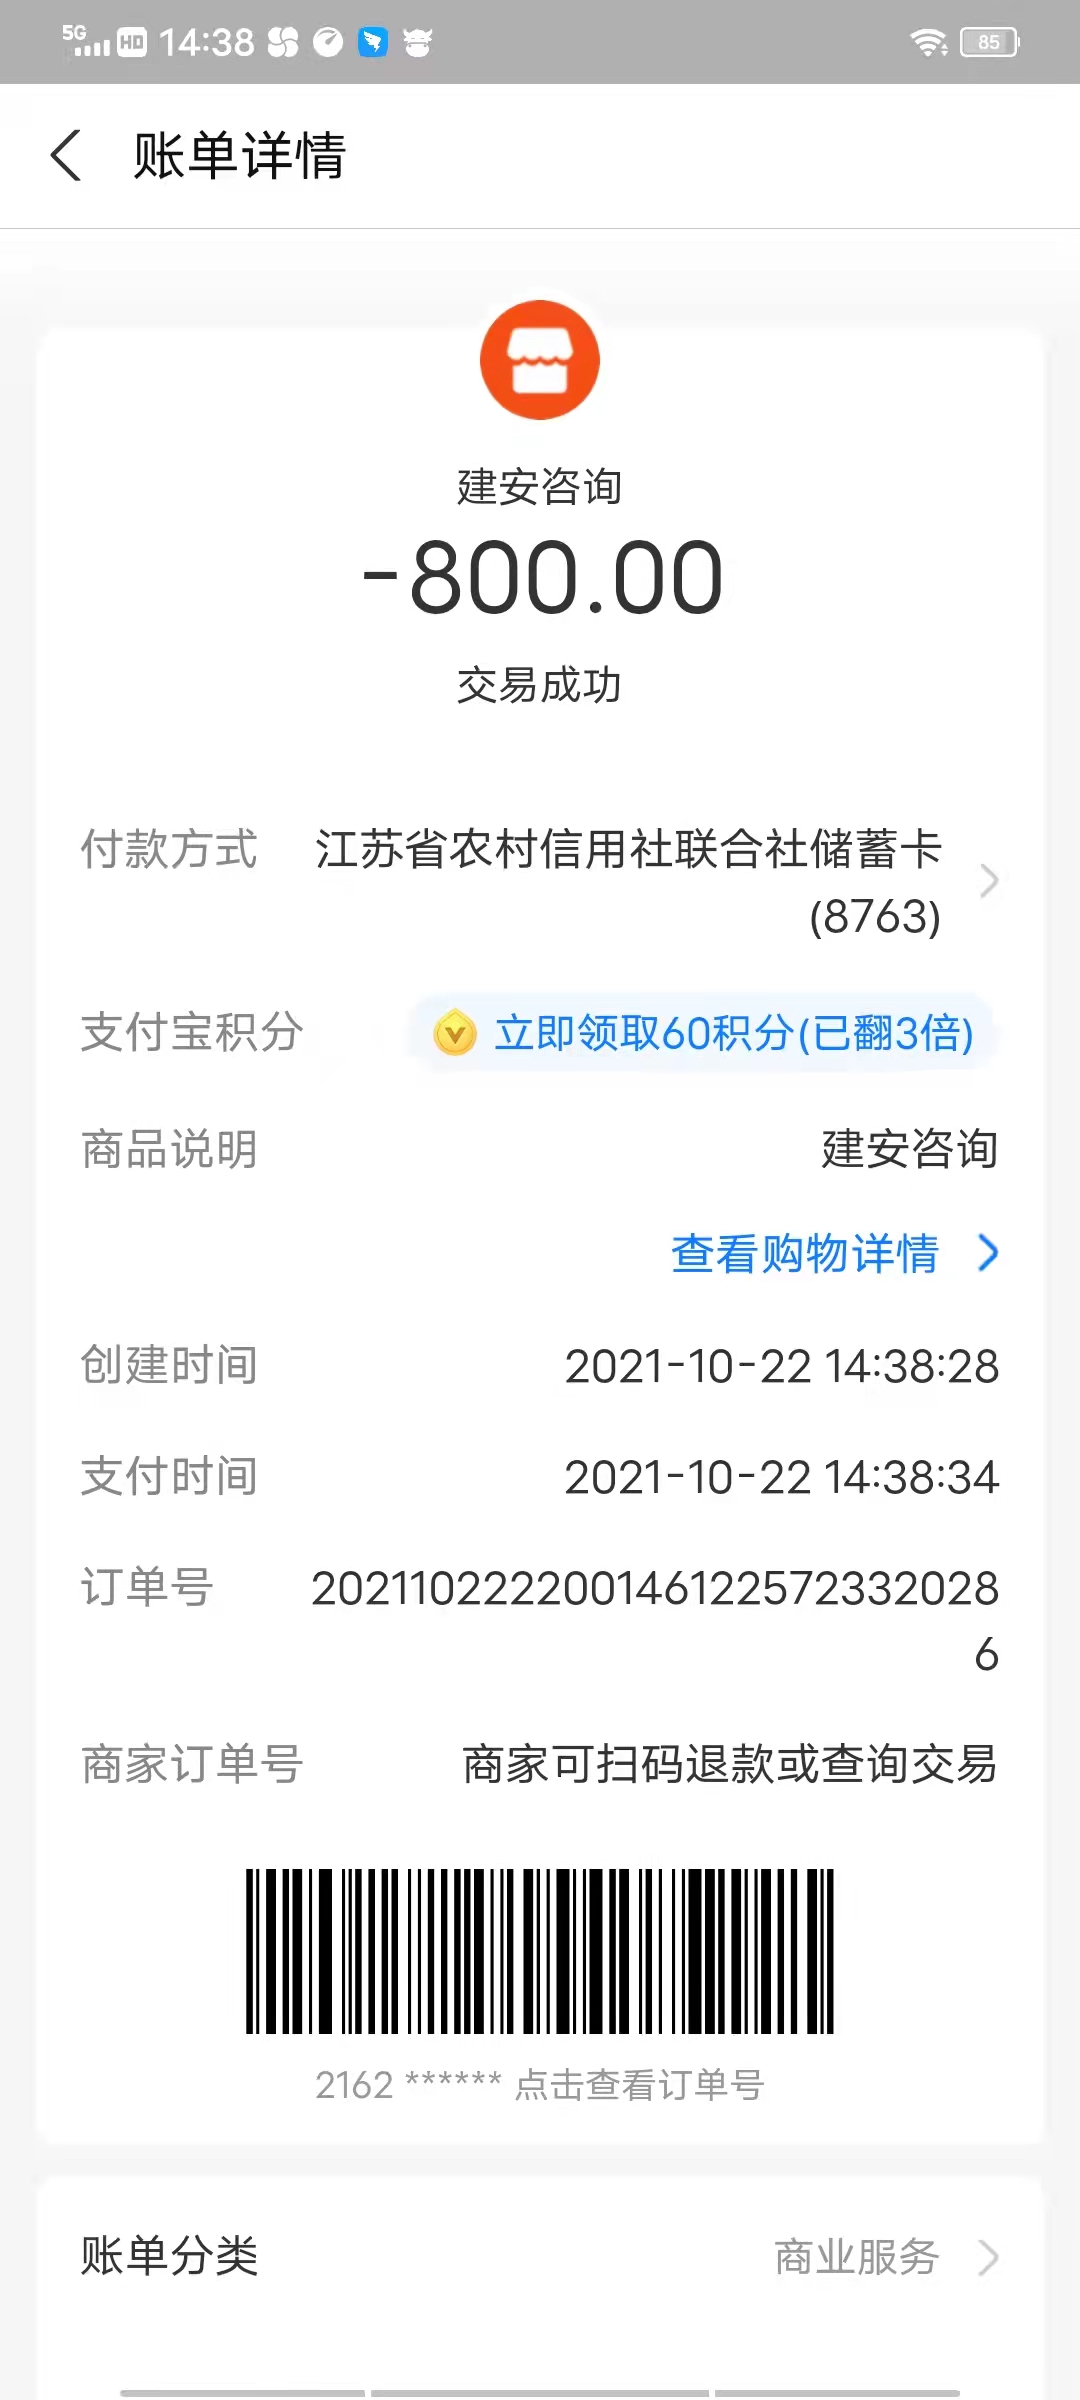 5G HD 14:38 85
账单详情
建安咨询
-800.00
交易成功
付款方式 江苏省农村信用社联合社储蓄卡
(8763)
支付宝积分 立即领取60积分(已翻3倍)
商品说明 建安咨询
查看购物详情
创建时间 2021-10-22 14:38:28
支付时间 2021-10-22 14:38:34
订单号 202110222200146122572332028
6
商家订单号 商家可扫码退款或查询交易
2162 ****** 点击查看订单号
账单分类 商业服务